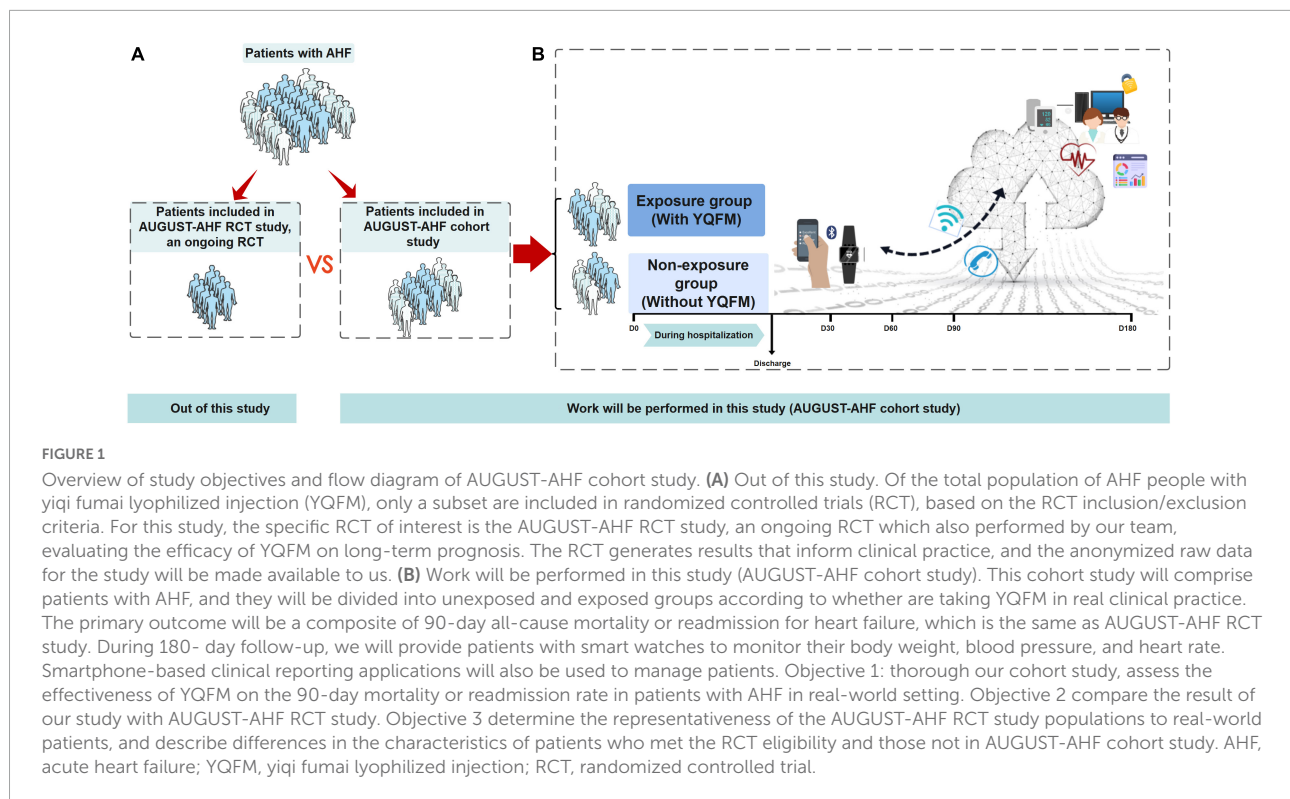 A
Patients with AHF
Patients included in
AUGUST-AHF RCT study,
an ongoing RCT
VS
Patients included in
AUGUST-AHF cohort
study
B
Exposure group
(With YQFM)
Non-exposure
group
(Without YQFM)
D0
During hospitalization
Discharge
D30
D60
D90
D180
Out of this study
Work will be performed in this study (AUGUST-AHF cohort study)
FIGURE 1
Overview of study objectives and flow diagram of AUGUST-AHF cohort study. (A) Out of this study. Of the total population of AHF people with
yiqi fumai lyophilized injection (YQFM), only a subset are included in randomized controlled trials (RCT), based on the RCT inclusion/exclusion
criteria. For this study, the specific RCT of interest is the AUGUST-AHF RCT study, an ongoing RCT which also performed by our team,
evaluating the efficacy of YQFM on long-term prognosis. The RCT generates results that inform clinical practice, and the anonymized raw data
for the study will be made available to us. (B) Work will be performed in this study (AUGUST-AHF cohort study). This cohort study will comprise
patients with AHF, and they will be divided into unexposed and exposed groups according to whether are taking YQFM in real clinical practice.
The primary outcome will be a composite of 90-day all-cause mortality or readmission for heart failure, which is the same as AUGUST-AHF RCT
study. During 180- day follow-up, we will provide patients with smart watches to monitor their body weight, blood pressure, and heart rate.
Smartphone-based clinical reporting applications will also be used to manage patients. Objective 1: thorough our cohort study, assess the
effectiveness of YQFM on the 90-day mortality or readmission rate in patients with AHF in real-world setting. Objective 2 compare the result of
our study with AUGUST-AHF RCT study. Objective 3 determine the representativeness of the AUGUST-AHF RCT study populations to real-world
patients, and describe differences in the characteristics of patients who met the RCT eligibility and those not in AUGUST-AHF cohort study. AHF,
acute heart failure; YQFM, yiqi fumai lyophilized injection; RCT, randomized controlled trial.